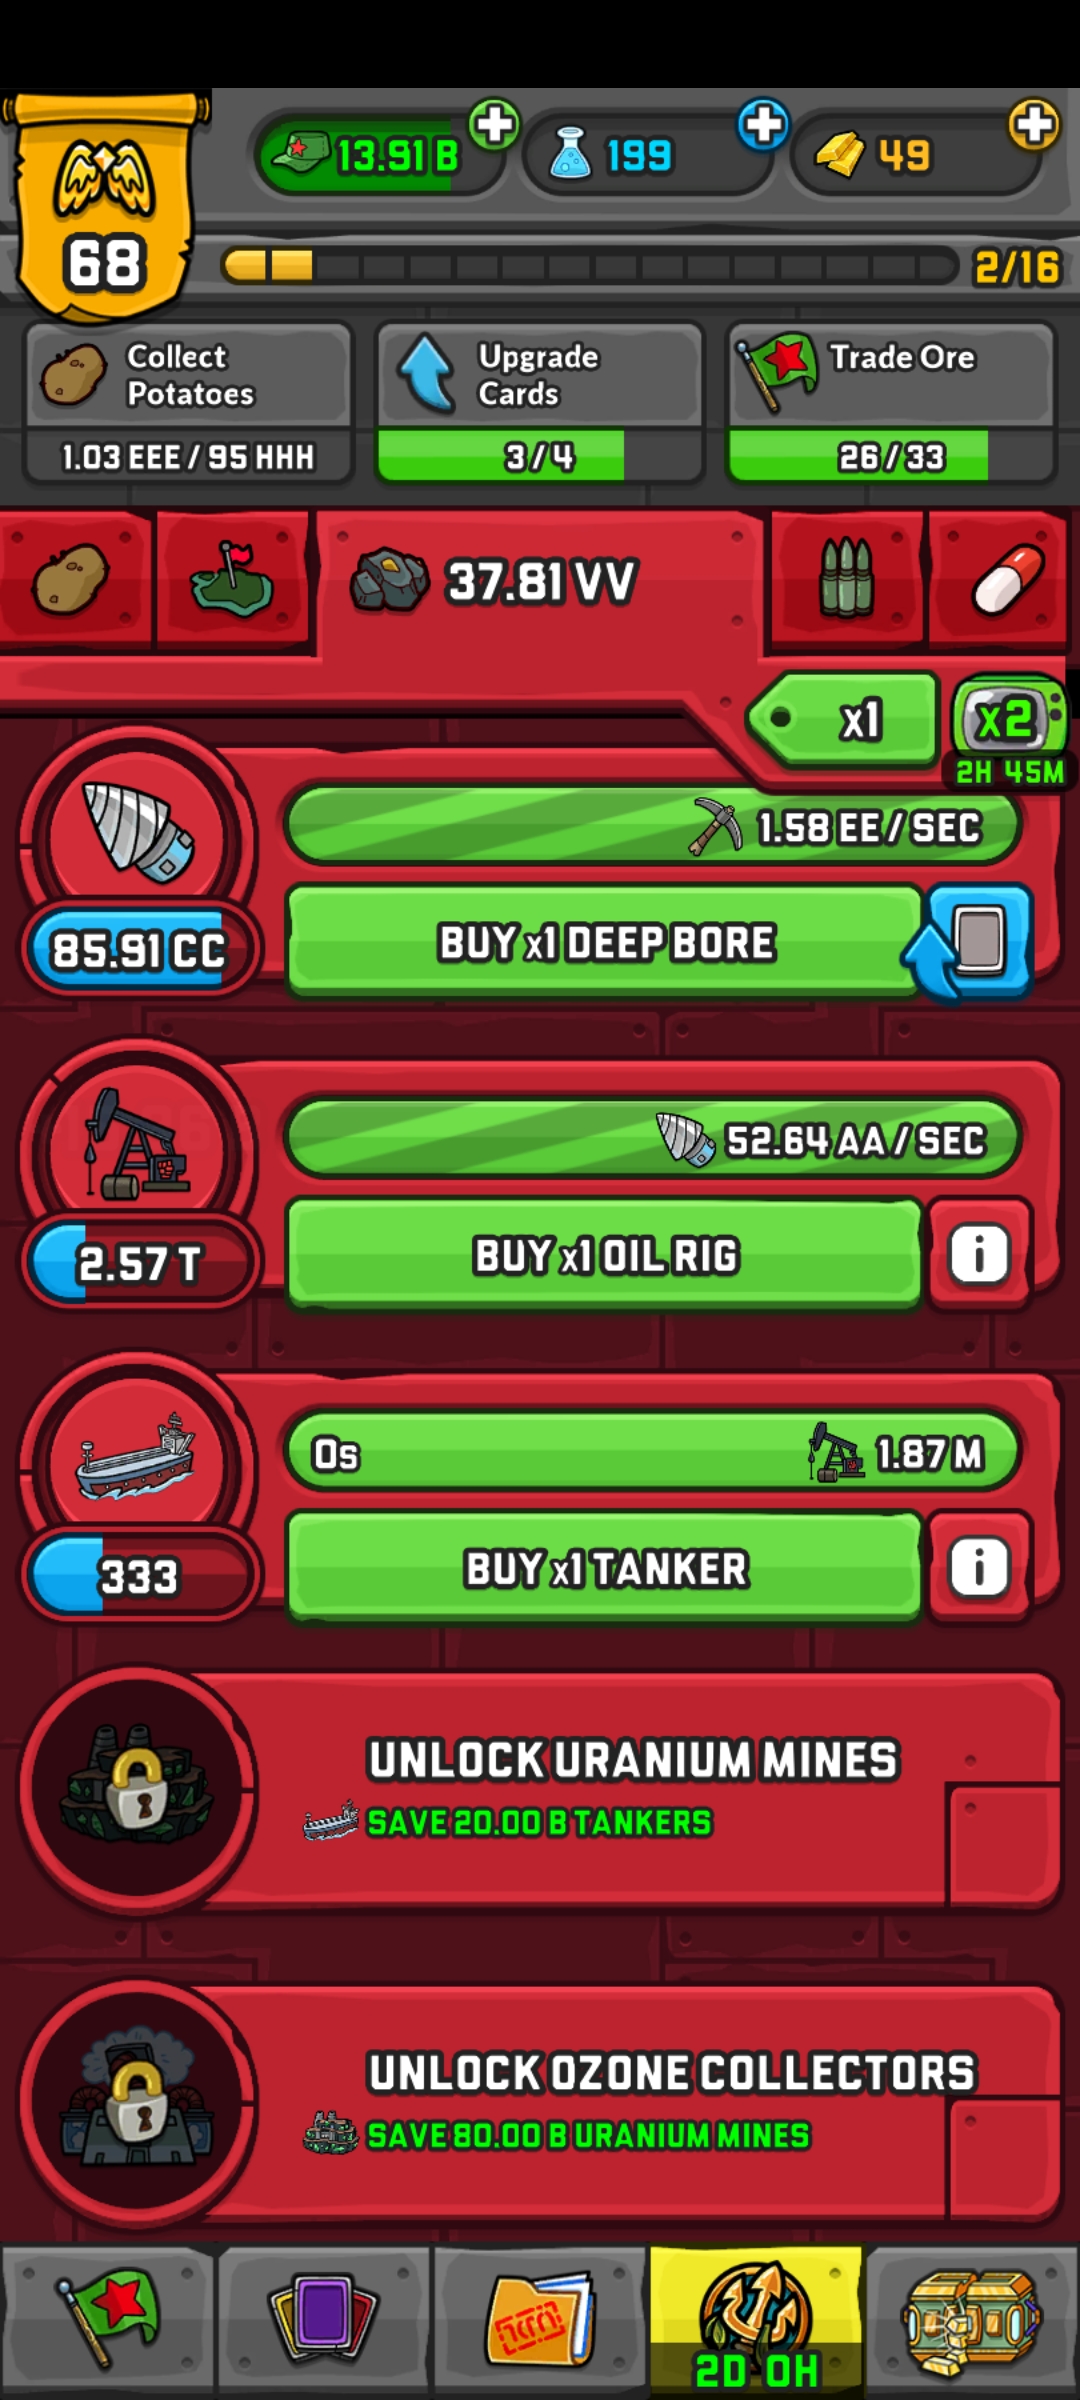 13.91 B
199
49
68
2/16
Collect
Potatoes
1.03 EEE / 95 HHH
Upgrade
Cards
3/4
Trade Ore
26/33
37.81 VV
x1
x2
2H 45M
1.58 EE/SEC
85.91 CC
BUY x1 DEEP BORE
52.64 AA/SEC
2.57 T
BUY x1 OIL RIG
i
0s
1.87 M
333
BUY x1 TANKER
i
UNLOCK URANIUM MINES
SAVE 20.00 B TANKERS
UNLOCK OZONE COLLECTORS
SAVE 80.00 B URANIUM MINES
2D 0H